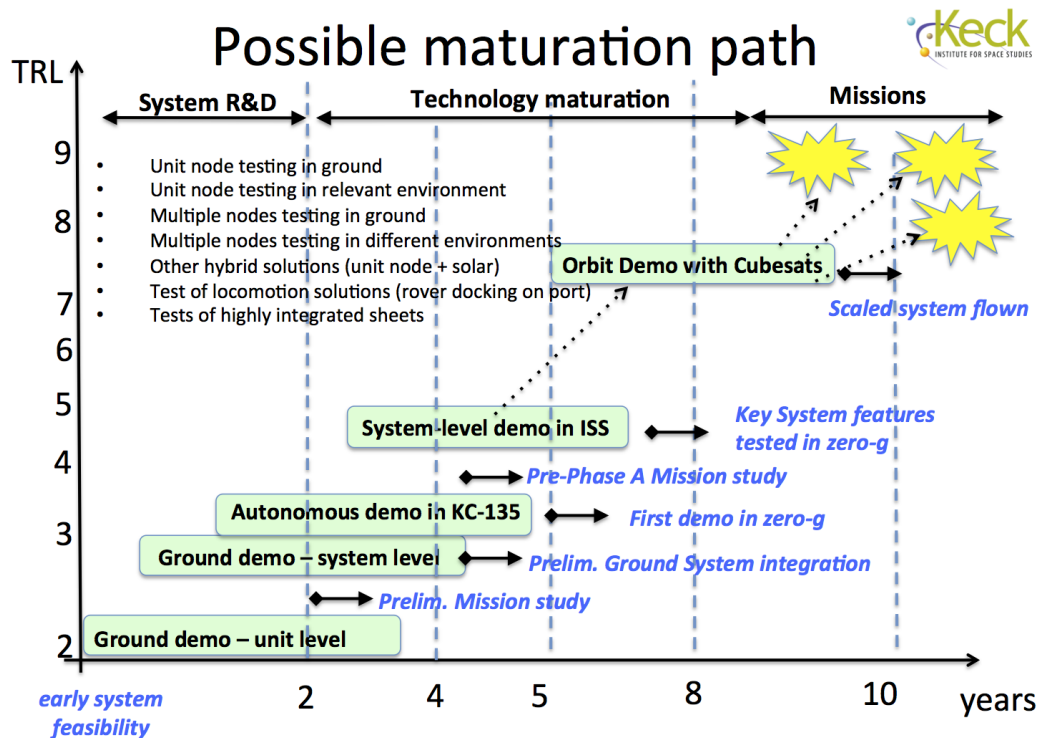 Possible maturation path
Keck
INSTITUTE FOR SPACE STUDIES
TRL
System R&D
Technology maturation
Missions
9
8
7
6
5
4
3
2
• Unit node testing in ground
• Unit node testing in relevant environment
• Multiple nodes testing in ground
• Multiple nodes testing in different environments
• Other hybrid solutions (unit node + solar)
• Test of locomotion solutions (rover docking on port)
• Tests of highly integrated sheets
Orbit Demo with Cubesats
Scaled system flown
System-level demo in ISS
Key System features
tested in zero-g
Pre-Phase A Mission study
Autonomous demo in KC-135
First demo in zero-g
Ground demo – system level
Prelim. Ground System integration
Prelim. Mission study
Ground demo – unit level
early system
feasibility
2
4
5
8
10
years